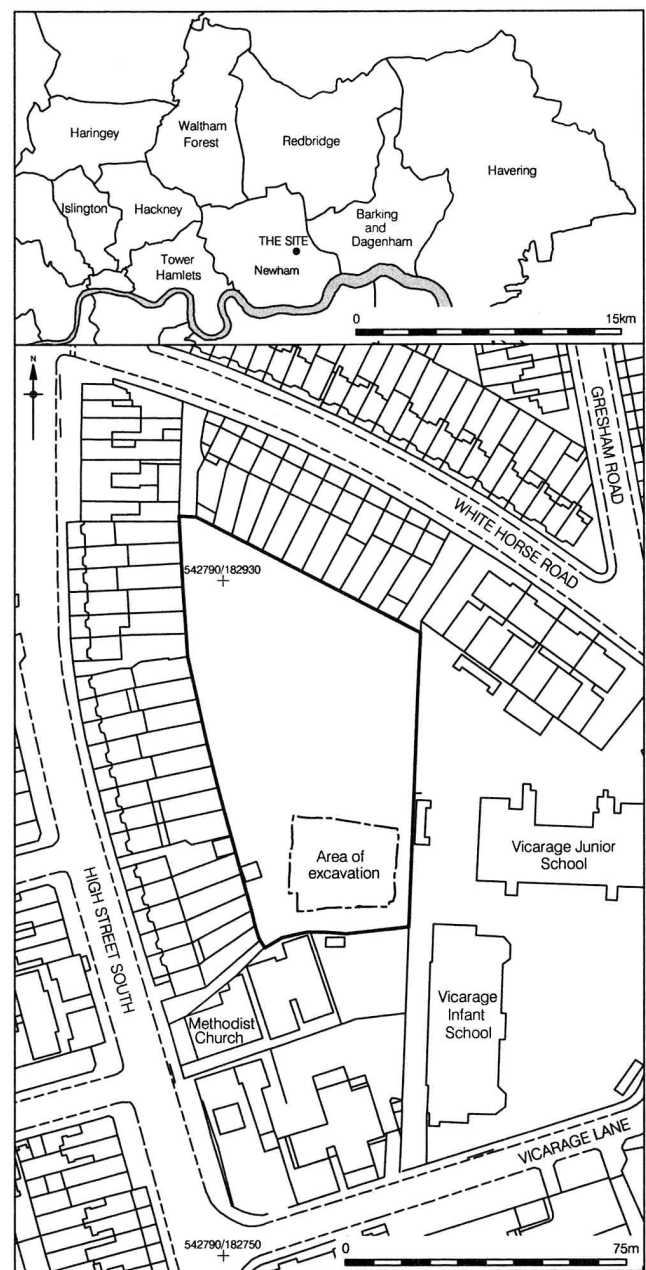 Haringey
Waltham
Forest
Redbridge
Havering
Islington
Hackney
Barking
and
Dagenham
THE SITE
Tower
Hamlets
Newham
0
15km
N
GRESHAM ROAD
WHITE HORSE ROAD
542790/182930
Area of
excavation
Vicarage Junior
School
HIGH STREET SOUTH
Vicarage
Infant
School
Methodist
Church
VICARAGE LANE
542790/182750
0
75m